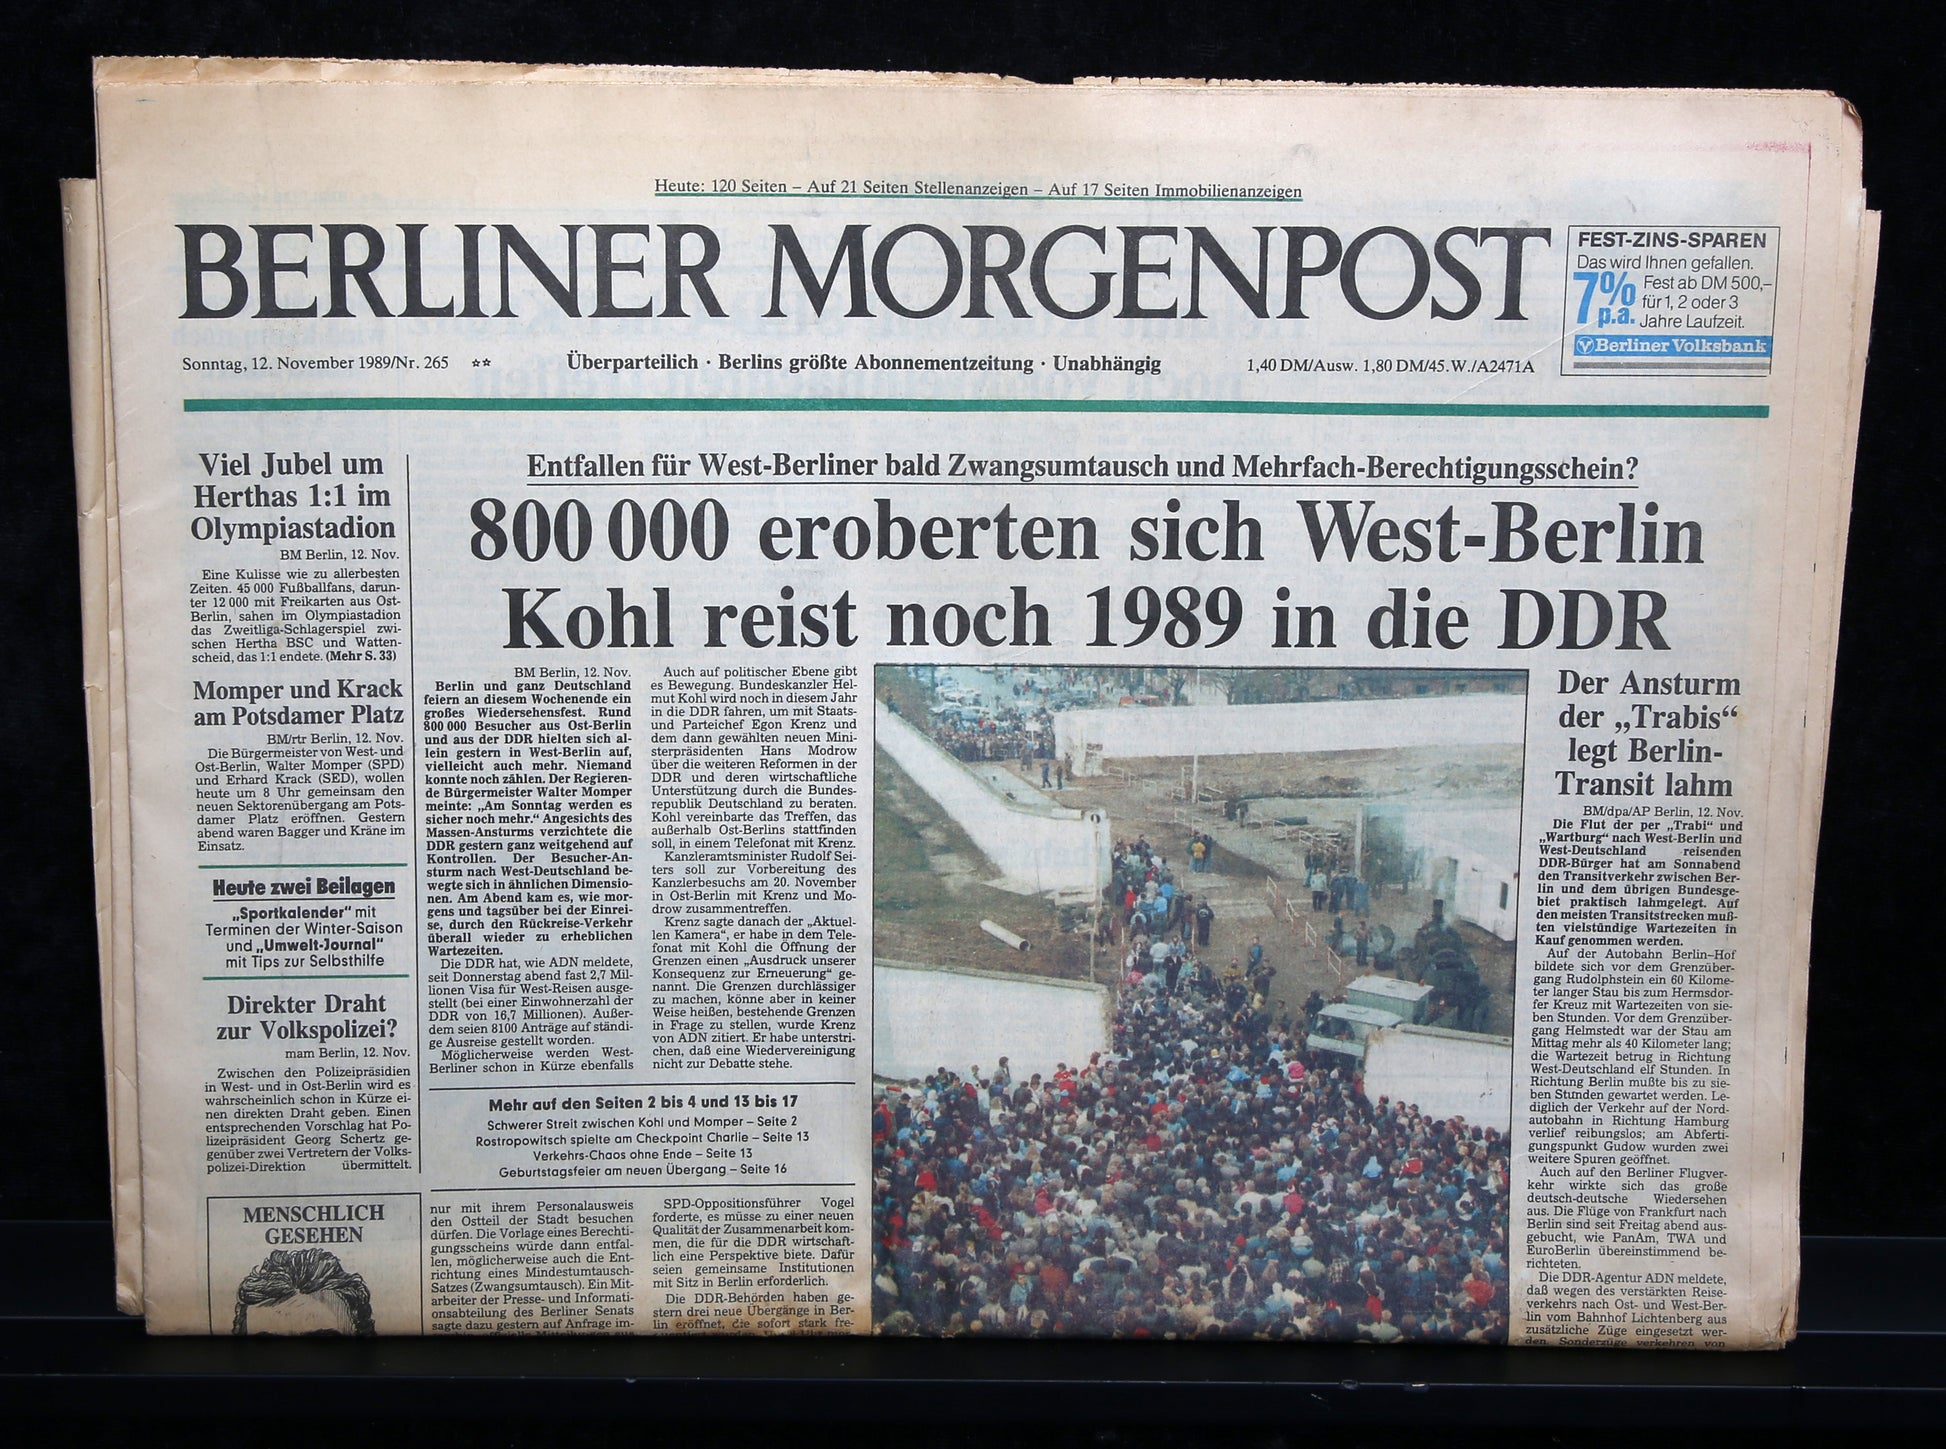 Heute: 120 Seiten – Auf 21 Seiten Stellenanzeigen – Auf 17 Seiten Immobilienanzeigen
BERLINER MORGENPOST
FEST-ZINS-SPAREN
Das wird Ihnen gefallen.
7% p.a.
Fest ab DM 500,–
für 1, 2 oder 3
Jahre Laufzeit.
Berliner Volksbank
Sonntag, 12. November 1989/Nr. 265 ☆☆ Überparteilich · Berlins größte Abonnementzeitung · Unabhängig 1,40 DM/Ausw. 1,80 DM/45. W./A2471A
Viel Jubel um
Herthas 1:1 im
Olympiastadion
BM Berlin, 12. Nov.
Eine Kulisse wie zu allerbesten
Zeiten. 45 000 Fußballfans, darun-
ter 12 000 mit Freikarten aus Ost-
Berlin, sahen im Olympiastadion
das Zweitliga-Schlagerspiel zwi-
schen Hertha BSC und Watten-
scheid, das 1:1 endete. (Mehr S. 33)
Momper und Krack
am Potsdamer Platz
BM/rtr Berlin, 12. Nov.
Die Bürgermeister von West- und
Ost-Berlin, Walter Momper (SPD)
und Erhard Krack (SED), wollen
heute um 8 Uhr gemeinsam den
neuen Sektorenübergang am Pots-
damer Platz eröffnen. Gestern
abend waren Bagger und Kräne im
Einsatz.
Heute zwei Beilagen
„Sportkalender“ mit
Terminen der Winter-Saison
und „Umwelt-Journal“
mit Tips zur Selbsthilfe
Direkter Draht
zur Volkspolizei?
mam Berlin, 12. Nov.
Zwischen den Polizeipräsidien
in West- und in Ost-Berlin wird es
wahrscheinlich schon in Kürze ei-
nen direkten Draht geben. Einen
entsprechenden Vorschlag hat Po-
lizeipräsident Georg Schertz ge-
genüber zwei Vertretern der Volks-
polizei-Direktion übermittelt.
MENSCHLICH
GESEHEN
Entfallen für West-Berliner bald Zwangsumtausch und Mehrfach-Berechtigungsschein?
800 000 eroberten sich West-Berlin
Kohl reist noch 1989 in die DDR
BM Berlin, 12. Nov.
Berlin und ganz Deutschland
feiern an diesem Wochenende ein
großes Wiedersehensfest. Rund
800 000 Besucher aus Ost-Berlin
und aus der DDR hielten sich al-
lein gestern in West-Berlin auf,
vielleicht auch mehr. Niemand
konnte noch zählen. Der Regieren-
de Bürgermeister Walter Momper
meinte: „Am Sonntag werden es
sicher noch mehr.“ Angesichts des
Massen-Ansturms verzichtete die
DDR gestern ganz weitgehend auf
Kontrollen. Der Besucher-An-
sturm nach West-Deutschland be-
wegte sich in ähnlichen Dimensio-
nen. Am Abend kam es, wie mor-
gens und tagsüber bei der Einrei-
se, durch den Rückreise-Verkehr
überall wieder zu erheblichen
Wartezeiten.
Die DDR hat, wie ADN meldete,
seit Donnerstag abend fast 2,7 Mil-
lionen Visa für West-Reisen ausge-
stellt (bei einer Einwohnerzahl der
DDR von 16,7 Millionen). Außer-
dem seien 8100 Anträge auf ständi-
ge Ausreise gestellt worden.
Möglicherweise werden West-
Berliner schon in Kürze ebenfalls
Auch auf politischer Ebene gibt
es Bewegung. Bundeskanzler Hel-
mut Kohl wird noch in diesem Jahr
in die DDR fahren, um mit Staats-
und Parteichef Egon Krenz und
dem dann gewählten neuen Mini-
sterpräsidenten Hans Modrow
über die weiteren Reformen in der
DDR und deren wirtschaftliche
Unterstützung durch die Bundes-
republik Deutschland zu beraten.
Kohl vereinbarte das Treffen, das
außerhalb Ost-Berlins stattfinden
soll, in einem Telefonat mit Krenz.
Kanzleramtsminister Rudolf Sei-
ters soll zur Vorbereitung des
Kanzlerbesuchs am 20. November
in Ost-Berlin mit Krenz und Mo-
drow zusammentreffen.
Krenz sagte danach der „Aktuel-
len Kamera“, er habe in dem Tele-
fonat mit Kohl die Öffnung der
Grenzen einen „Ausdruck unserer
Konsequenz zur Erneuerung“ ge-
nannt. Die Grenzen durchlässiger
zu machen, könne aber in keiner
Weise heißen, bestehende Grenzen
in Frage zu stellen, wurde Krenz
von ADN zitiert. Er habe unterstri-
chen, daß eine Wiedervereinigung
nicht zur Debatte stehe.
Mehr auf den Seiten 2 bis 4 und 13 bis 17
Schwerer Streit zwischen Kohl und Momper – Seite 2
Rostropowitsch spielte am Checkpoint Charlie – Seite 13
Verkehrs-Chaos ohne Ende – Seite 13
Geburtstagsfeier am neuen Übergang – Seite 16
nur mit ihrem Personalausweis
den Ostteil der Stadt besuchen
dürfen. Die Vorlage eines Berechti-
gungsscheins würde dann entfal-
len, möglicherweise auch die Ent-
richtung eines Mindestumtausch-
Satzes (Zwangsumtausch). Ein Mit-
arbeiter der Presse- und Informati-
onsabteilung des Berliner Senats
sagte dazu gestern auf Anfrage im-
SPD-Oppositionsführer Vogel
forderte, es müsse zu einer neuen
Qualität der Zusammenarbeit kom-
men, die für die DDR wirtschaft-
lich eine Perspektive biete. Dafür
seien gemeinsame Institutionen
mit Sitz in Berlin erforderlich.
Die DDR-Behörden haben ge-
stern drei neue Übergänge in Ber-
lin eröffnet, die sofort stark fre-
Der Ansturm
der „Trabis“
legt Berlin-
Transit lahm
BM/dpa/AP Berlin, 12. Nov.
Die Flut der per „Trabi“ und
„Wartburg“ nach West-Berlin und
West-Deutschland reisenden
DDR-Bürger hat am Sonnabend
den Transitverkehr zwischen Ber-
lin und dem übrigen Bundesge-
biet praktisch lahmgelegt. Auf
den meisten Transitstrecken muß-
ten vielstündige Wartezeiten in
Kauf genommen werden.
Auf der Autobahn Berlin–Hof
bildete sich vor dem Grenzüber-
gang Rudolphstein ein 60 Kilome-
ter langer Stau bis zum Hermsdor-
fer Kreuz mit Wartezeiten von sie-
ben Stunden. Vor dem Grenzüber-
gang Helmstedt war der Stau am
Mittag mehr als 40 Kilometer lang;
die Wartezeit betrug in Richtung
West-Deutschland elf Stunden. In
Richtung Berlin mußte bis zu sie-
ben Stunden gewartet werden. Le-
diglich der Verkehr auf der Nord-
autobahn in Richtung Hamburg
verlief reibungslos; am Abferti-
gungspunkt Gudow wurden zwei
weitere Spuren geöffnet.
Auch auf den Berliner Flugver-
kehr wirkte sich das große
deutsch-deutsche Wiedersehen
aus. Die Flüge von Frankfurt nach
Berlin sind seit Freitag abend aus-
gebucht, wie PanAm, TWA und
EuroBerlin übereinstimmend be-
richteten.
Die DDR-Agentur ADN meldete,
daß wegen des verstärkten Reise-
verkehrs nach Ost- und West-Ber-
lin vom Bahnhof Lichtenberg aus
zusätzliche Züge eingesetzt wer-
den. Sonderzüge verkehren von